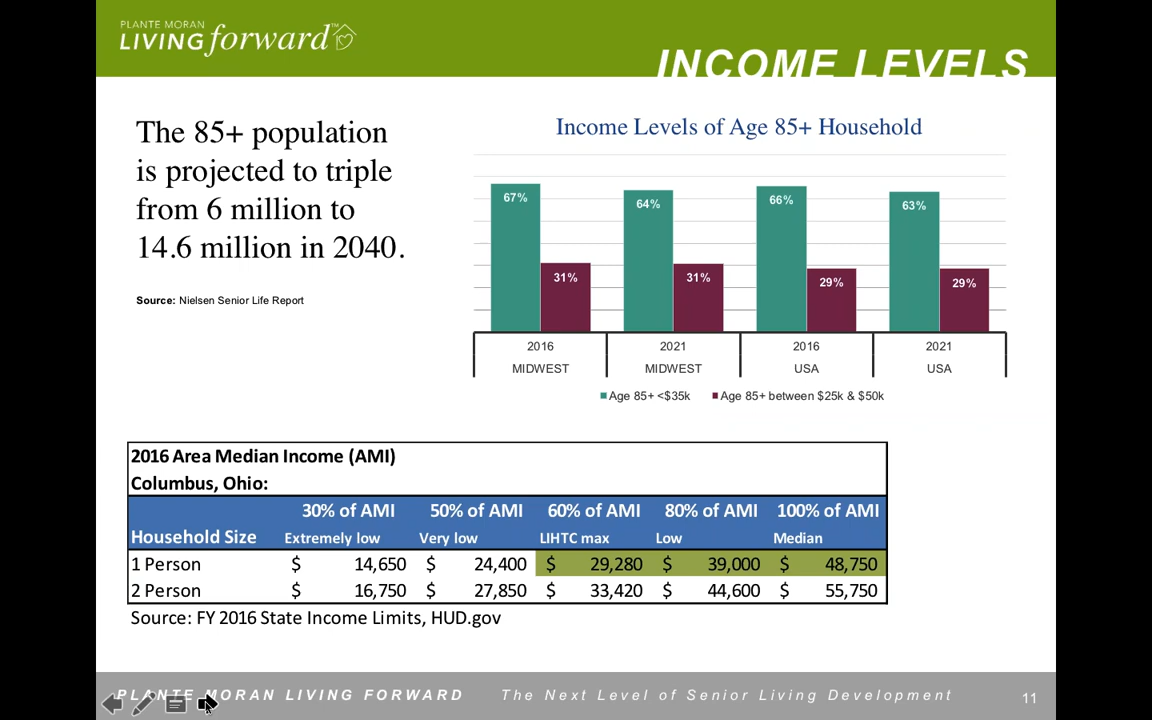 PLANTE MORAN
LIVING forward™
INCOME LEVELS
The 85+ population
is projected to triple
from 6 million to
14.6 million in 2040.
Source: Nielsen Senior Life Report
Income Levels of Age 85+ Household
67% 31% 64% 31% 66% 29% 63% 29%
2016 2021 2016 2021
MIDWEST MIDWEST USA USA
Age 85+ <$35k Age 85+ between $25k & $50k
2016 Area Median Income (AMI)
Columbus, Ohio:
30% of AMI 50% of AMI 60% of AMI 80% of AMI 100% of AMI
Household Size Extremely low Very low LIHTC max Low Median
1 Person $ 14,650 $ 24,400 $ 29,280 $ 39,000 $ 48,750
2 Person $ 16,750 $ 27,850 $ 33,420 $ 44,600 $ 55,750
Source: FY 2016 State Income Limits, HUD.gov
PLANTE MORAN LIVING FORWARD The Next Level of Senior Living Development 11